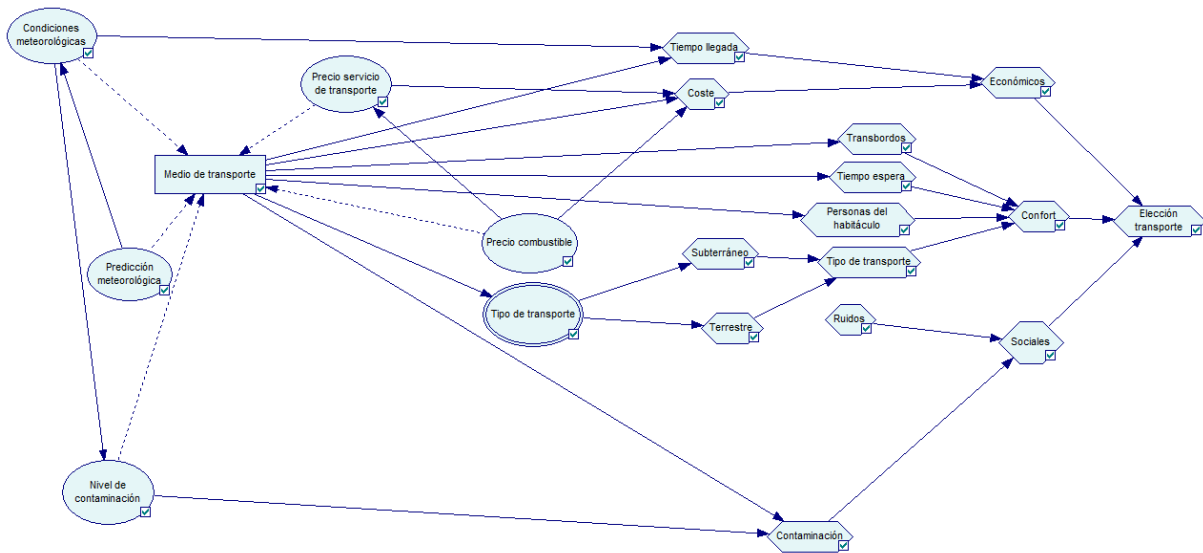 Condiciones
meteorológicas
Tiempo llegada
Precio servicio
de transporte
Coste
Económicos
Transbordos
Medio de transporte
Tiempo espera
Personas del
habitáculo
Confort
Elección
transporte
Precio combustible
Subterráneo
Tipo de transporte
Predicción
meteorológica
Tipo de transporte
Terrestre
Ruidos
Sociales
Nivel de
contaminación
Contaminación